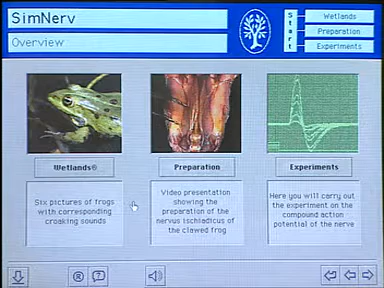 SimNerv
Overview
Start
Wetlands
Preparation
Experiments
Wetlands®
Preparation
Experiments
Six pictures of frogs
with corresponding
croaking sounds
Video presentation
showing the
preparation of the
nervus ischiadicus of
the clawed frog
Here you will carry out
the experiment on the
compound action
potential of the nerve
®
?